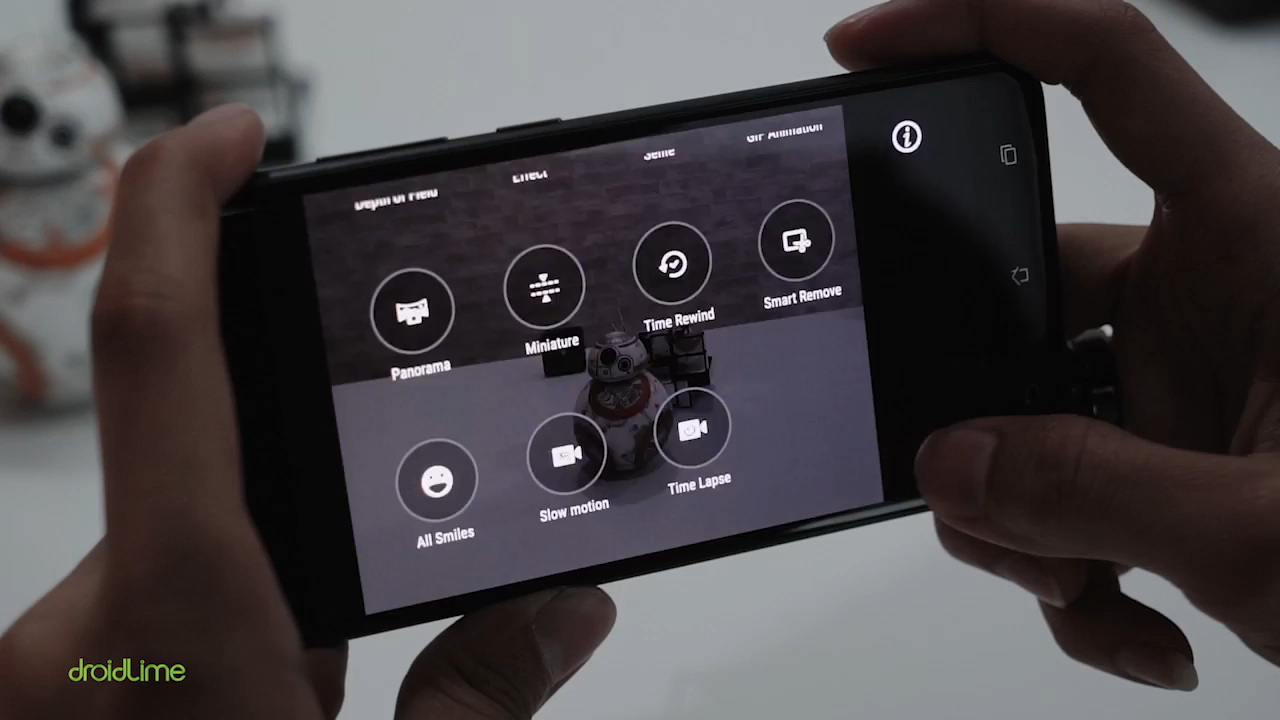 Depth of Field
Effect
Selfie
Gif Animation
Panorama
Miniature
Time Rewind
Smart Remove
All Smiles
Slow motion
Time Lapse
droidLime